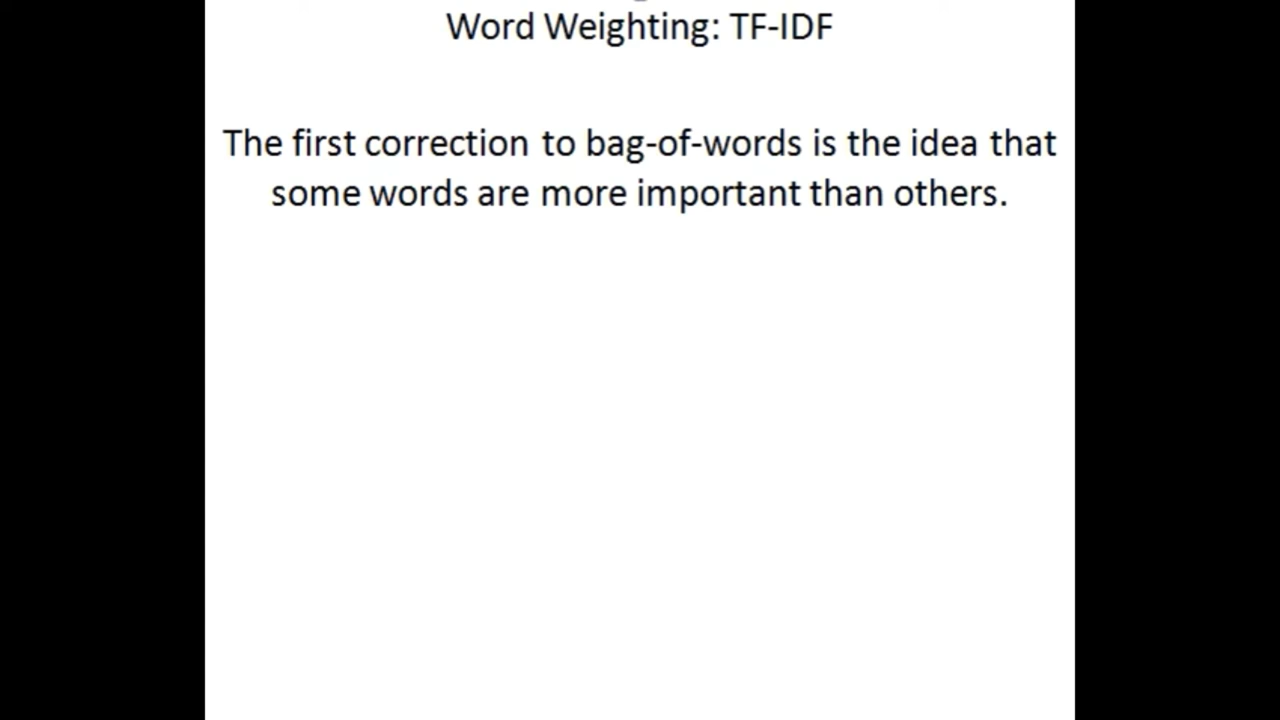 Word Weighting: TF-IDF
The first correction to bag-of-words is the idea that
some words are more important than others.